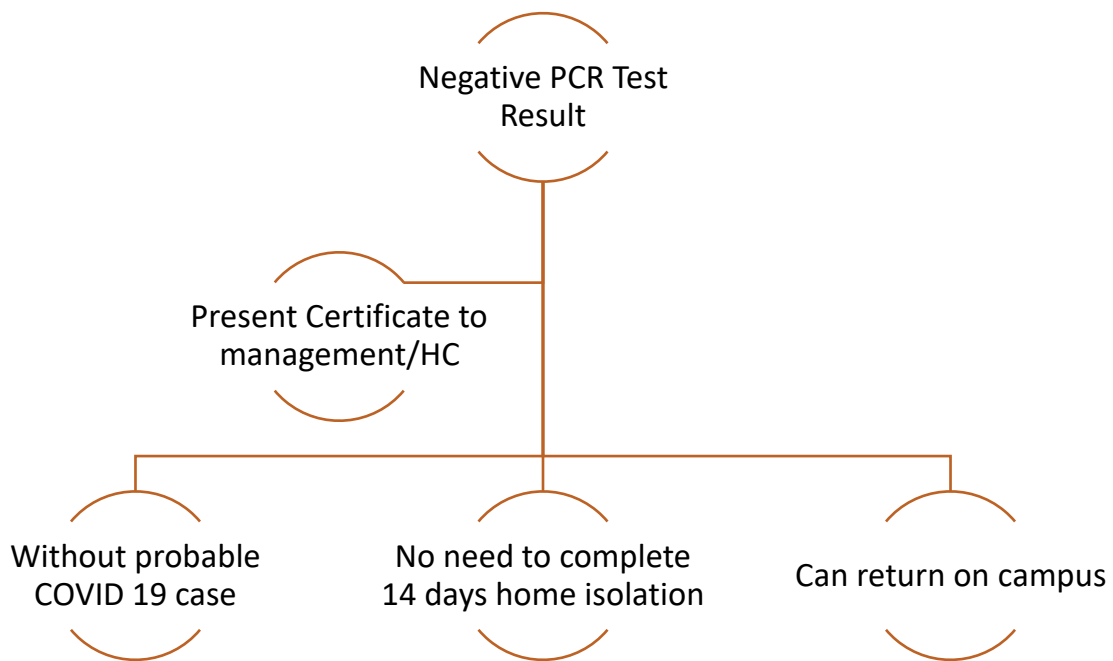 Negative PCR Test
Result
Present Certificate to
management/HC
Without probable
COVID 19 case
No need to complete
14 days home isolation
Can return on campus